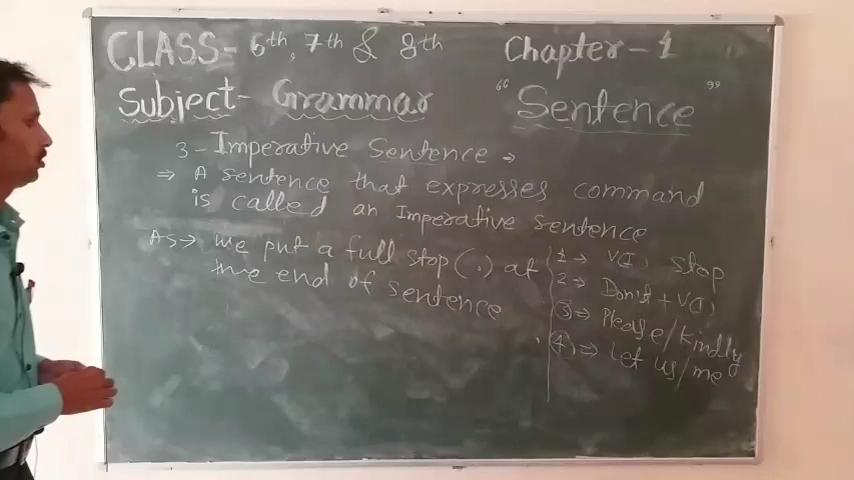 CLASS- 6th, 7th & 8th
Chapter-1
Subject- Grammar
"Sentence"
3- Imperative Sentence →
⇒ A sentence that expresses command
is called an Imperative sentence
As→ we put a full stop(.) at
the end of sentence
1→ V(I) stop
2→ Don't + V(I)
③⇒ Please/Kindly
④⇒ Let us/me